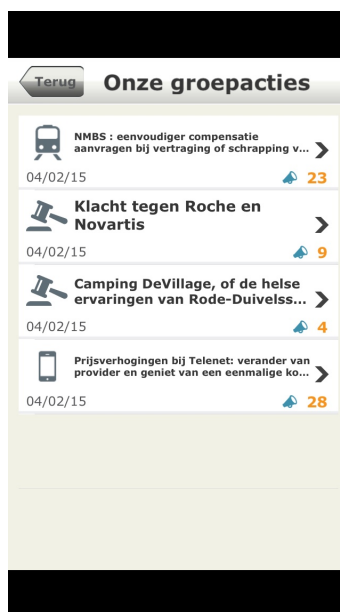 Terug
Onze groepacties
NMBS : eenvoudiger compensatie
aanvragen bij vertraging of schrapping v...
04/02/15
23
Klacht tegen Roche en
Novartis
04/02/15
9
Camping DeVillage, of de helse
ervaringen van Rode-Duivelss...
04/02/15
4
Prijsverhogingen bij Telenet: verander van
provider en geniet van een eenmalige ko...
04/02/15
28